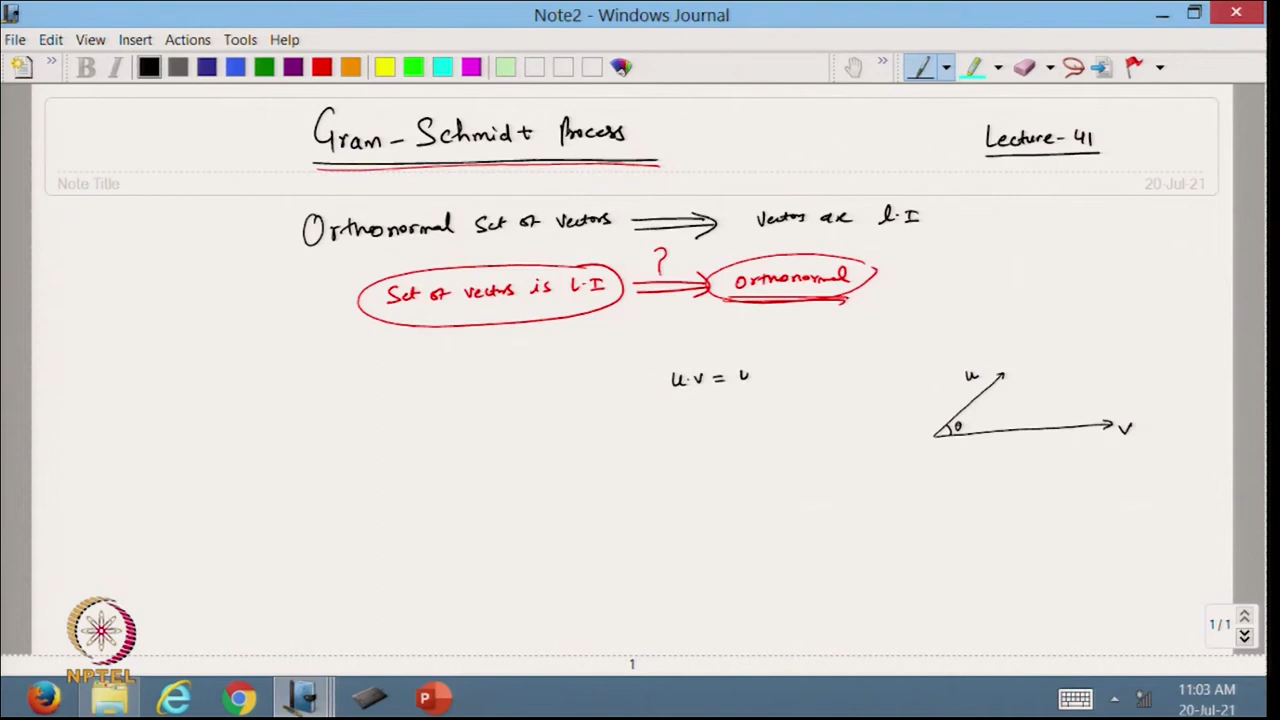 Note2 - Windows Journal
File Edit View Insert Actions Tools Help
Gram - Schmidt Process
Lecture - 41
Note Title
20-Jul-21
Orthonormal Set of Vectors ⟹ Vectors are l.I
?
Set of vectors is L.I ⟹ Orthonormal
u.v = u
u
θ
v
1 / 1
NPTEL
1
11:03 AM
20-Jul-21